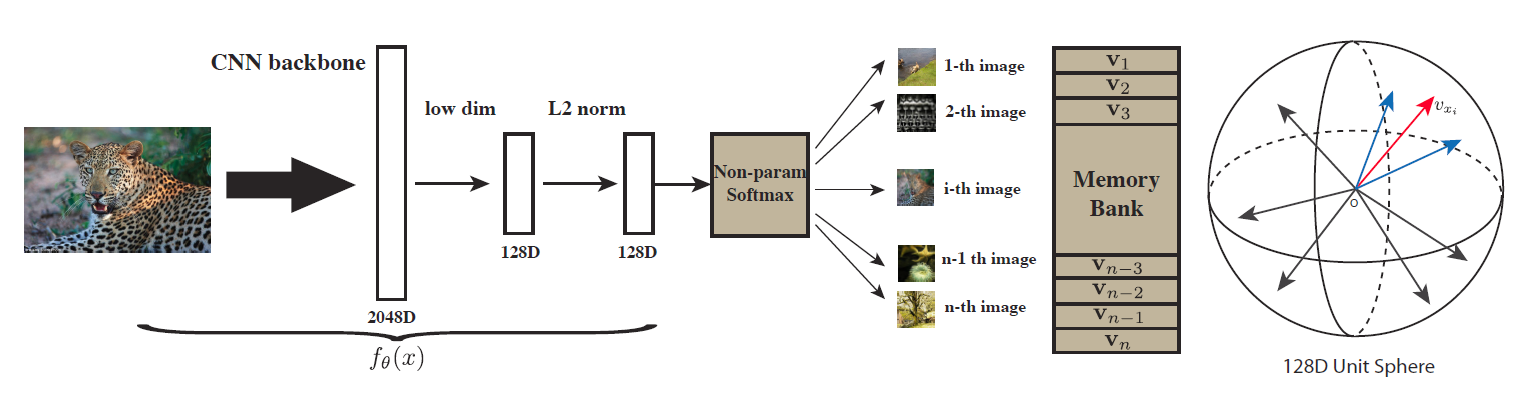 CNN backbone
low dim
L2 norm
2048D
128D
128D
fθ(x)
Non-param
Softmax
1-th image
2-th image
i-th image
n-1 th image
n-th image
v1
v2
v3
Memory
Bank
vn−3
vn−2
vn−1
vn
vxi
O
128D Unit Sphere